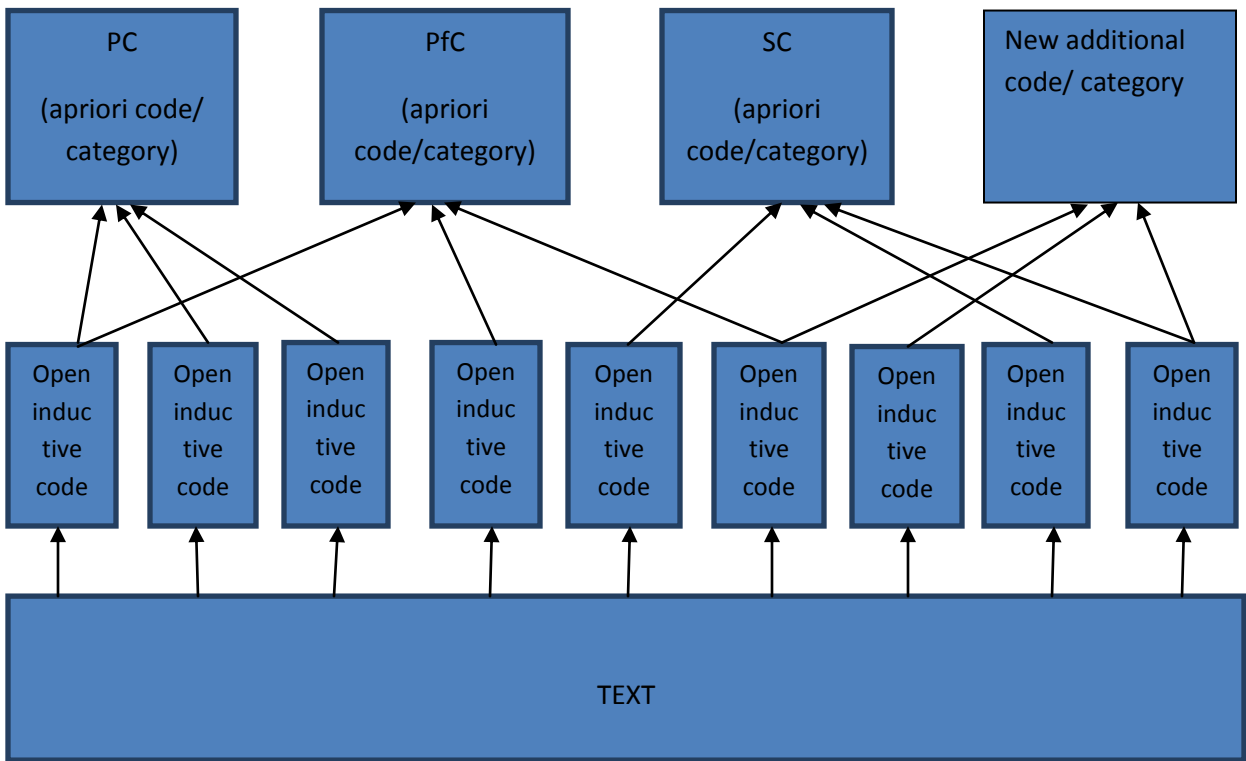 PC
(apriori code/
category)
PfC
(apriori
code/category)
SC
(apriori
code/category)
New additional
code/ category
Open
induc
tive
code
Open
induc
tive
code
Open
induc
tive
code
Open
induc
tive
code
Open
induc
tive
code
Open
induc
tive
code
Open
induc
tive
code
Open
induc
tive
code
Open
induc
tive
code
TEXT